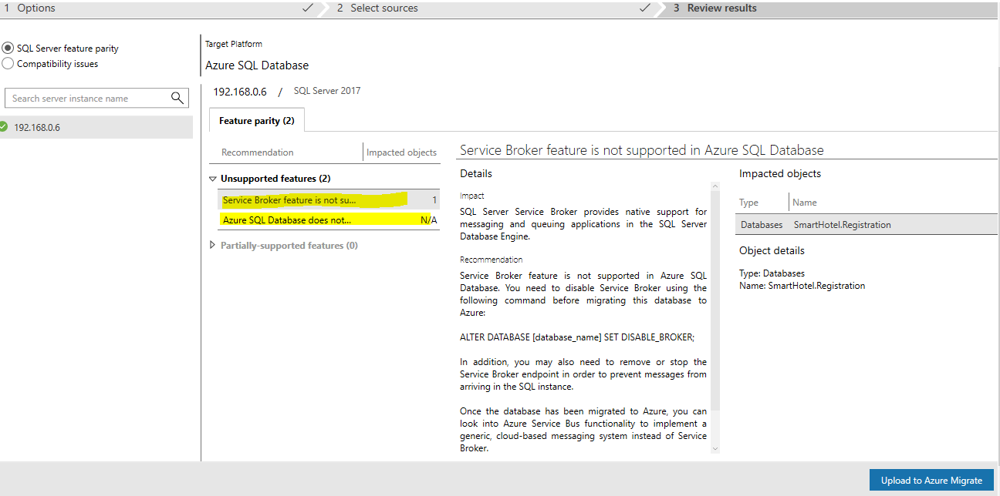 1 Options
2 Select sources
3 Review results
SQL Server feature parity
Compatibility issues
Search server instance name
192.168.0.6
Target Platform
Azure SQL Database
192.168.0.6 / SQL Server 2017
Feature parity (2)
Recommendation Impacted objects
Unsupported features (2)
Service Broker feature is not su... 1
Azure SQL Database does not... N/A
Partially-supported features (0)
Service Broker feature is not supported in Azure SQL Database
Details
Impact
SQL Server Service Broker provides native support for
messaging and queuing applications in the SQL Server
Database Engine.
Recommendation
Service Broker feature is not supported in Azure SQL
Database. You need to disable Service Broker using the
following command before migrating this database to
Azure:
ALTER DATABASE [database_name] SET DISABLE_BROKER;
In addition, you may also need to remove or stop the
Service Broker endpoint in order to prevent messages from
arriving in the SQL instance.
Once the database has been migrated to Azure, you can
look into Azure Service Bus functionality to implement a
generic, cloud-based messaging system instead of Service
Broker.
Impacted objects
Type Name
Databases SmartHotel.Registration
Object details
Type: Databases
Name: SmartHotel.Registration
Upload to Azure Migrate